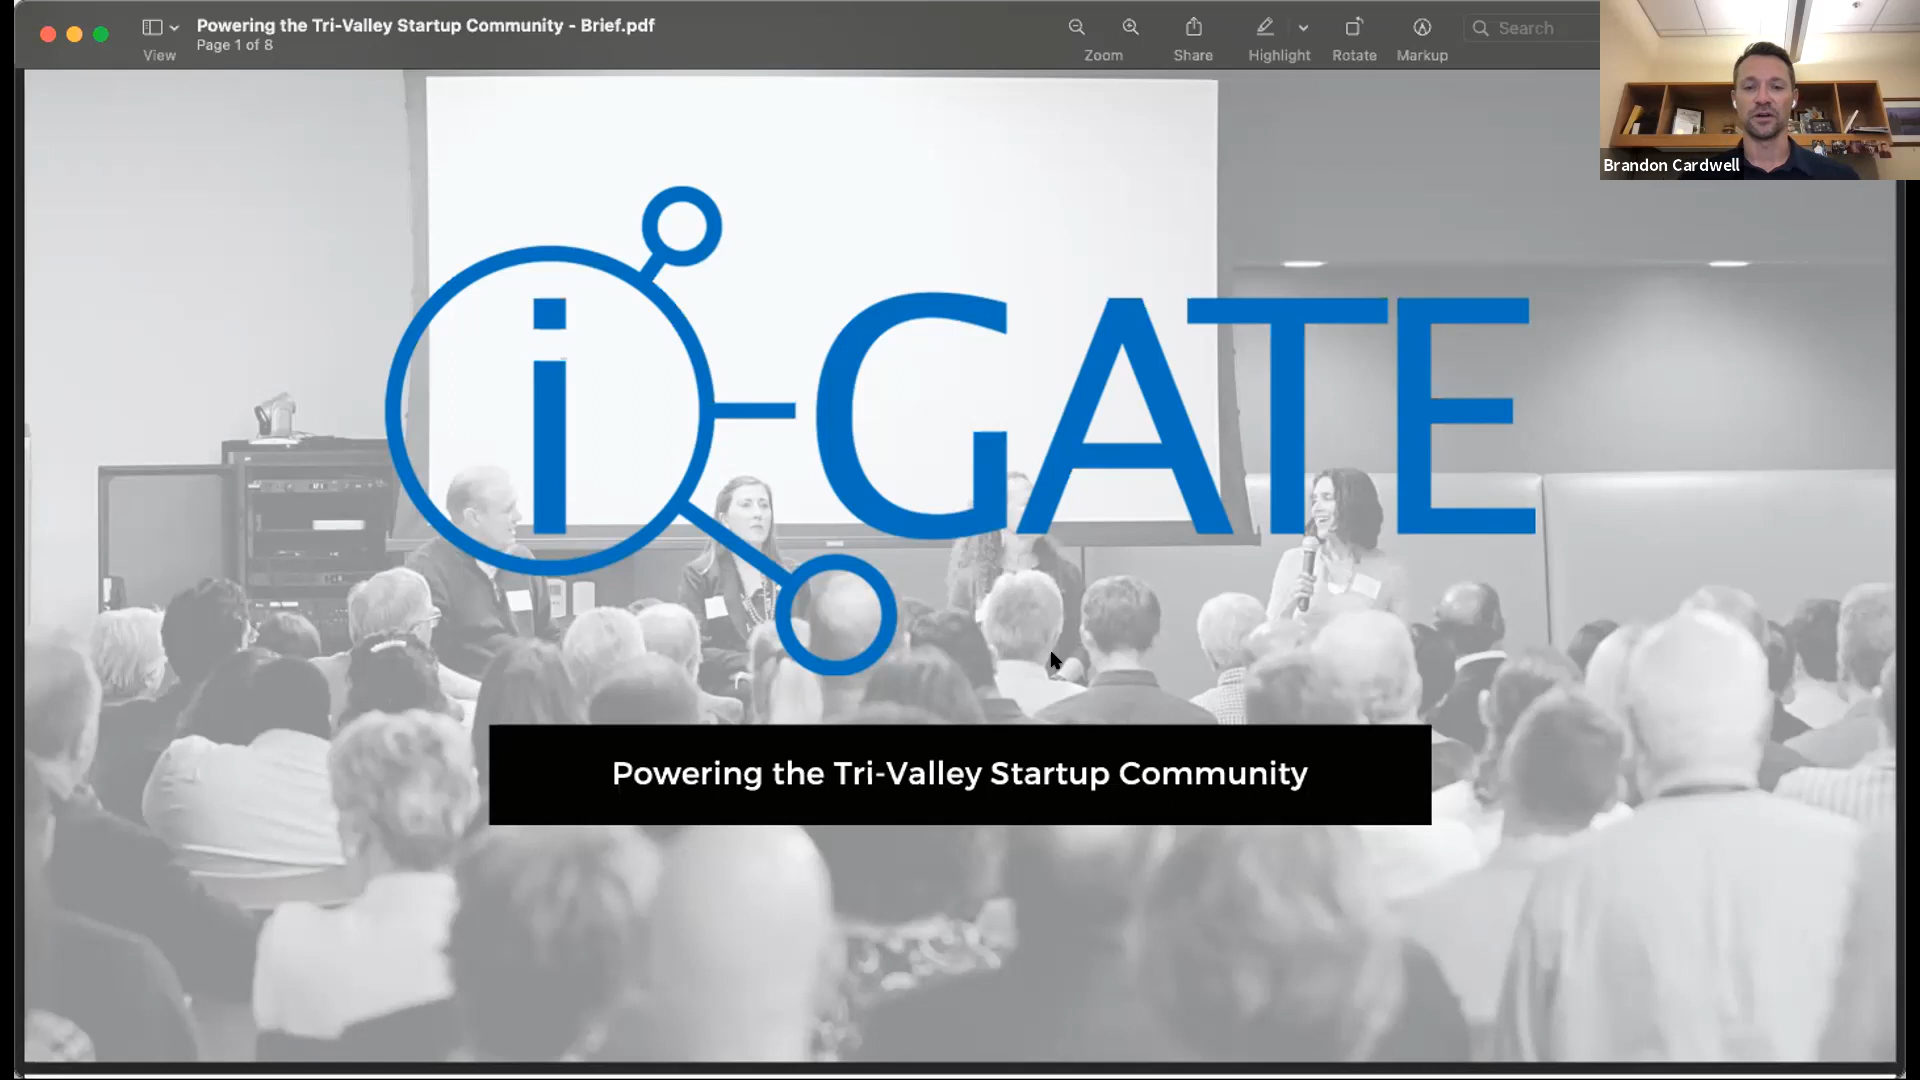 Powering the Tri-Valley Startup Community - Brief.pdf
Page 1 of 8
View
Zoom
Share
Highlight
Rotate
Markup
Search
Brandon Cardwell
i-GATE
Powering the Tri-Valley Startup Community